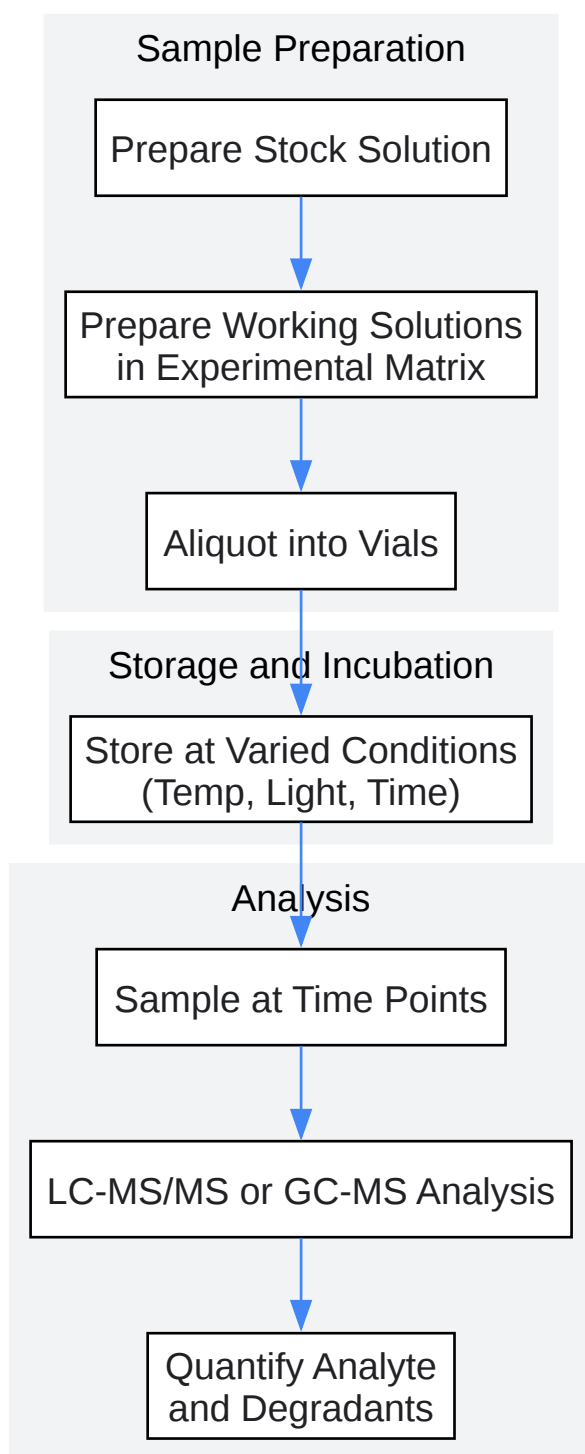 Sample Preparation
Prepare Stock Solution
Prepare Working Solutions
in Experimental Matrix
Aliquot into Vials
Storage and Incubation
Store at Varied Conditions
(Temp, Light, Time)
Analysis
Sample at Time Points
LC-MS/MS or GC-MS Analysis
Quantify Analyte
and Degradants